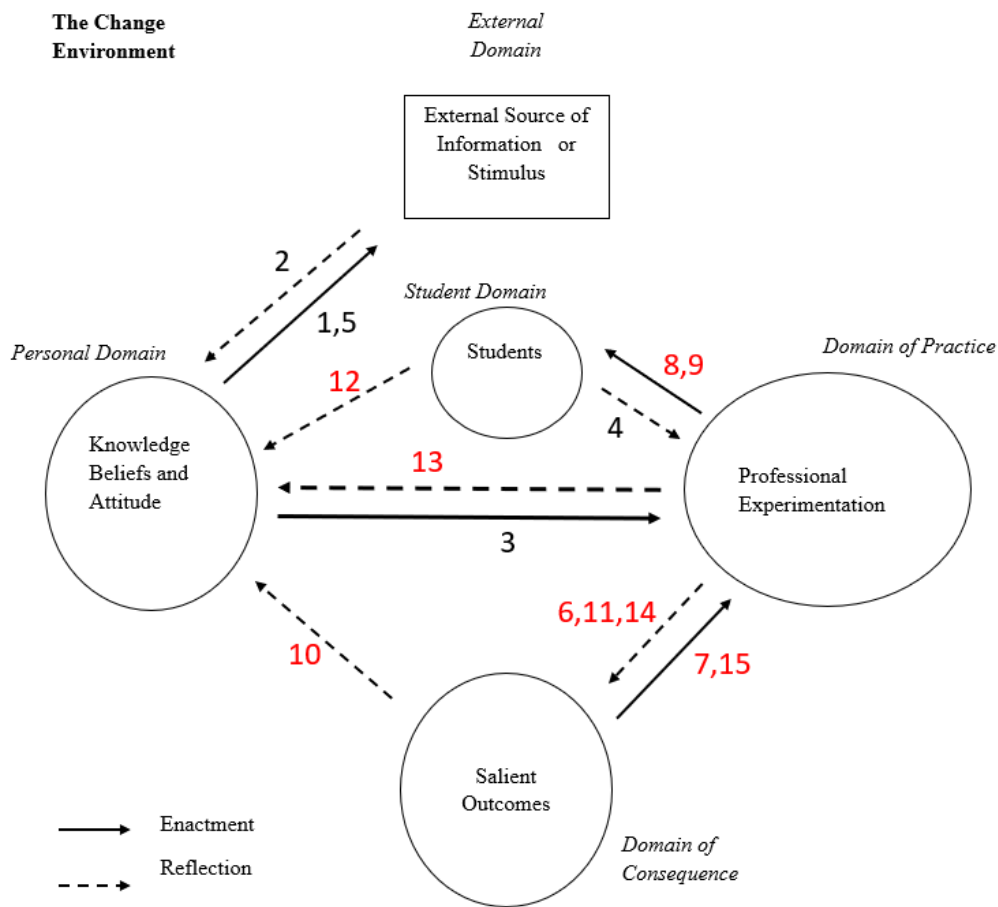 The Change
Environment
External
Domain
External Source of
Information or
Stimulus
2
1,5
Student Domain
Students
Personal Domain
Domain of Practice
8,9
12
4
Knowledge
Beliefs and
Attitude
13
3
Professional
Experimentation
6,11,14
7,15
10
Salient
Outcomes
Enactment
Reflection
Domain of
Consequence